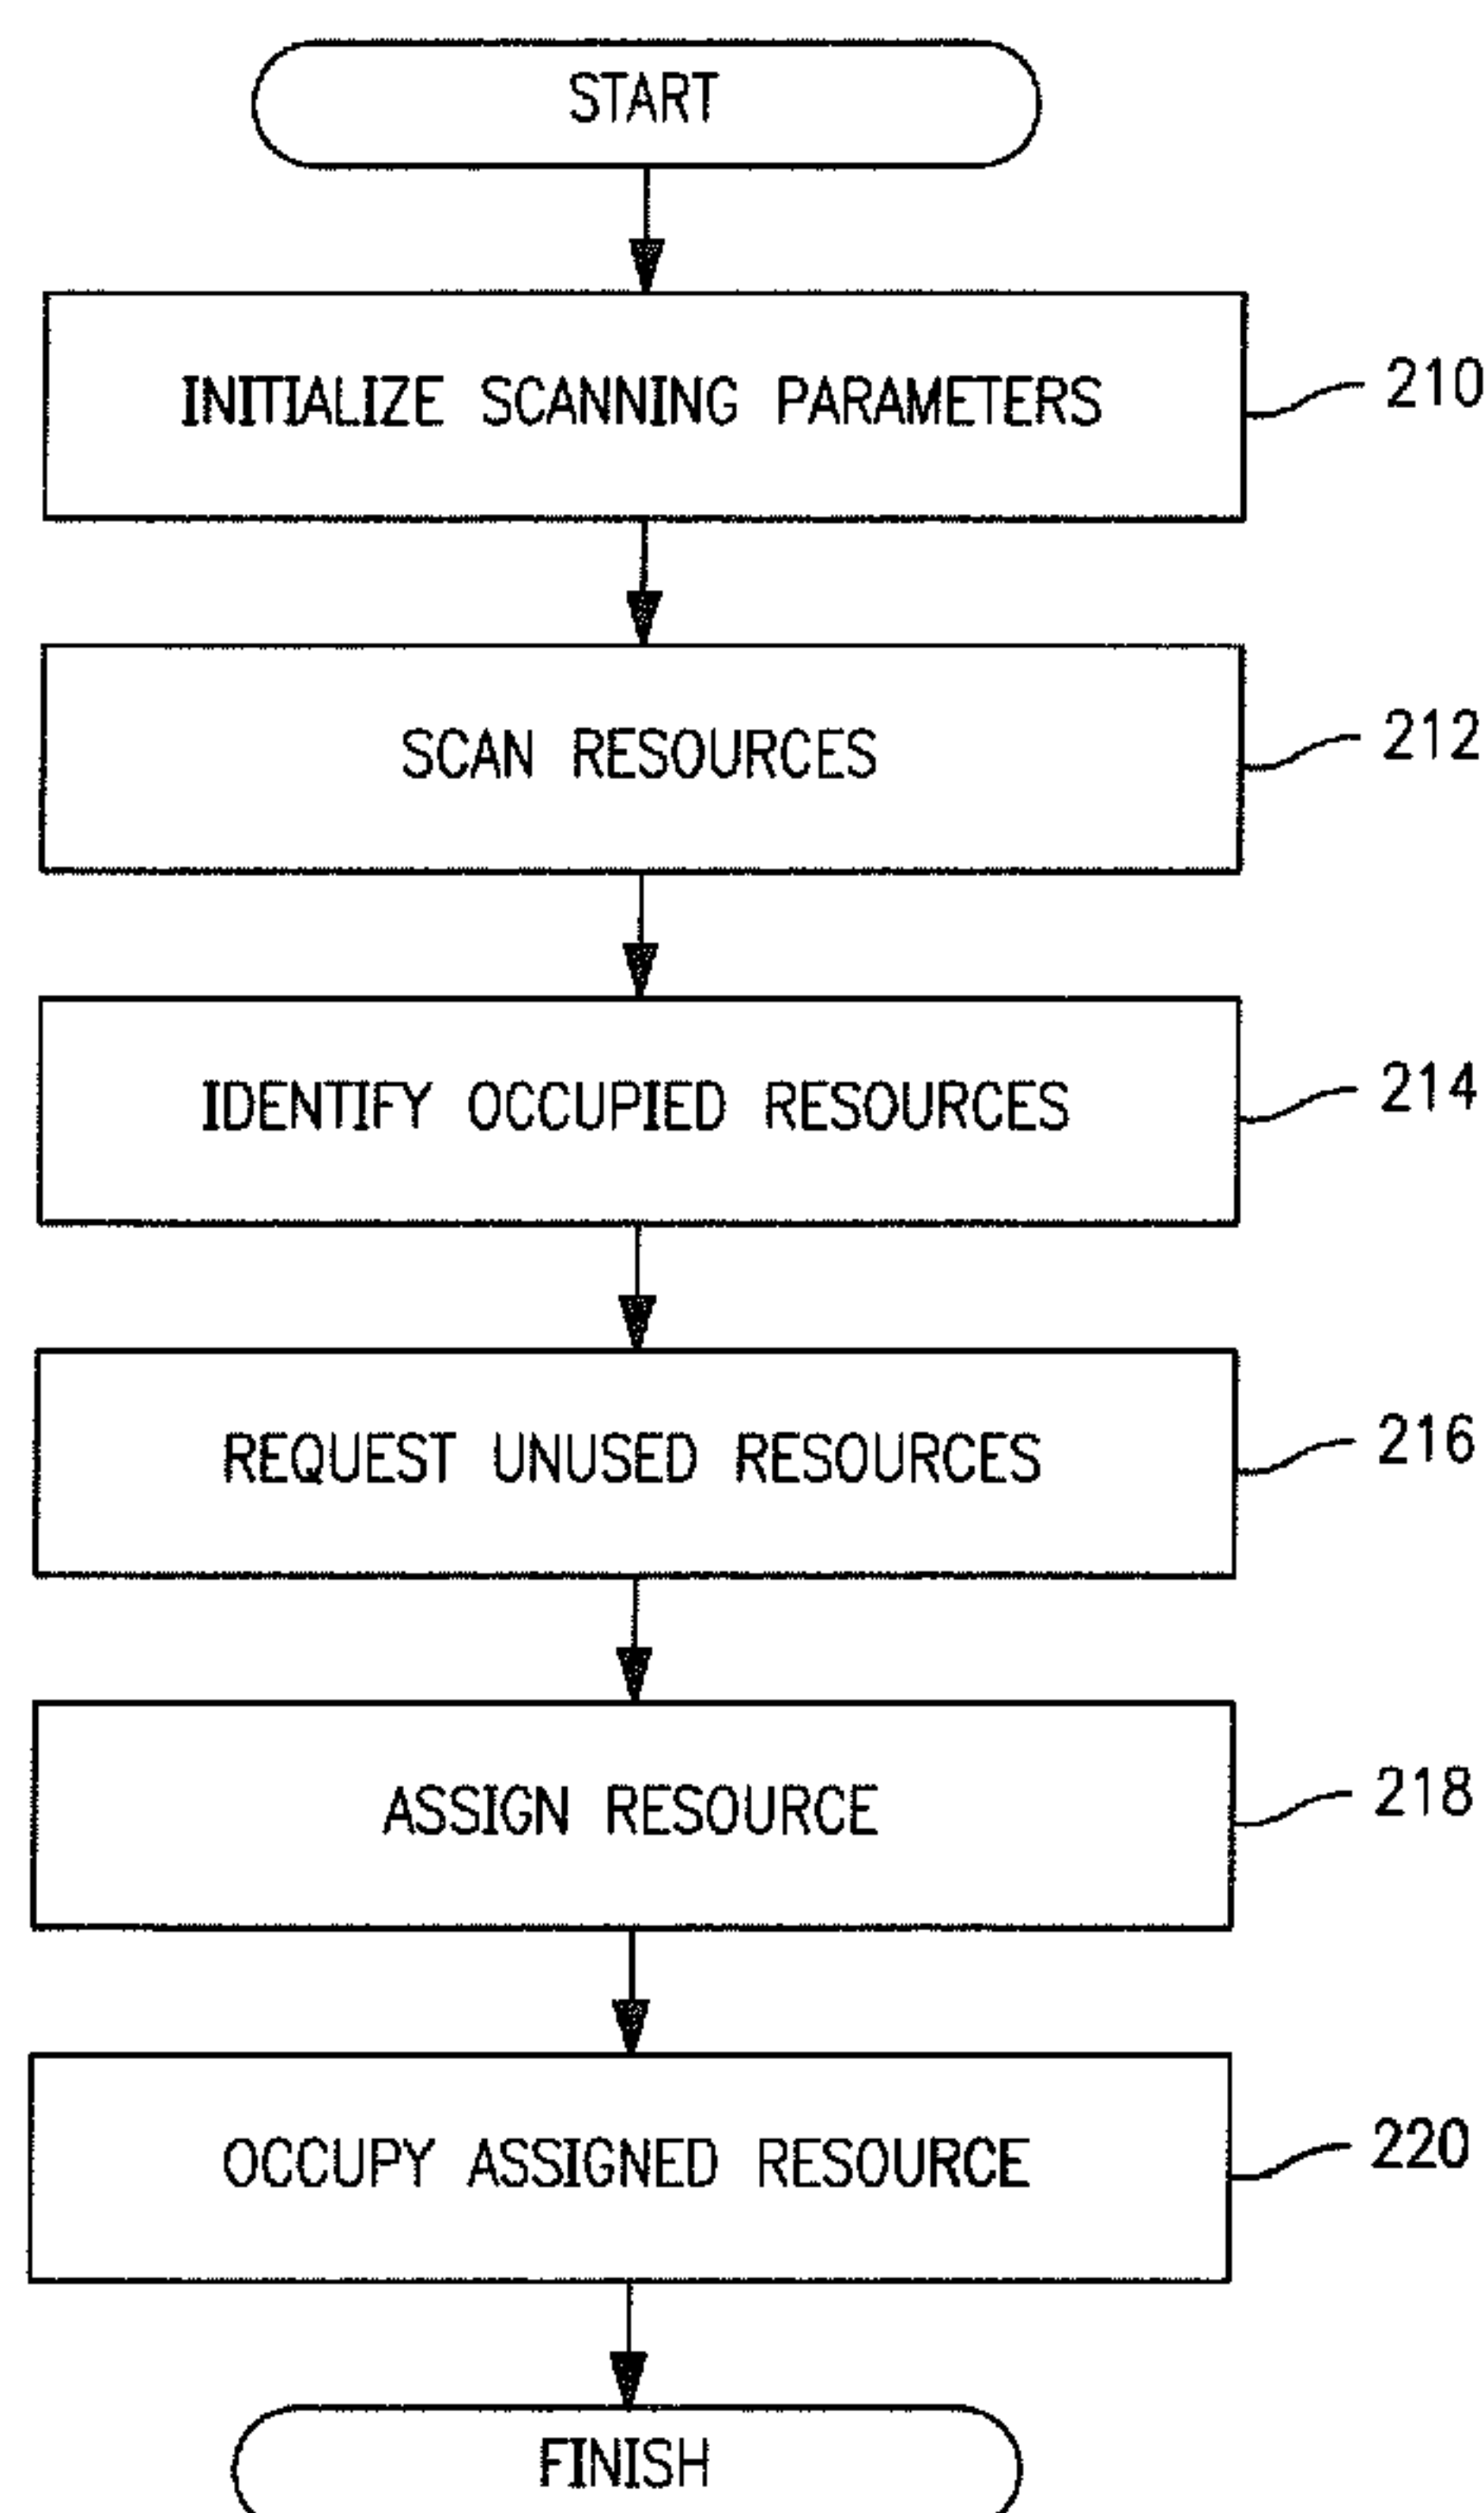 START
INITIALIZE SCANNING PARAMETERS
210
SCAN RESOURCES
212
IDENTIFY OCCUPIED RESOURCES
214
REQUEST UNUSED RESOURCES
216
ASSIGN RESOURCE
218
OCCUPY ASSIGNED RESOURCE
220
FINISH